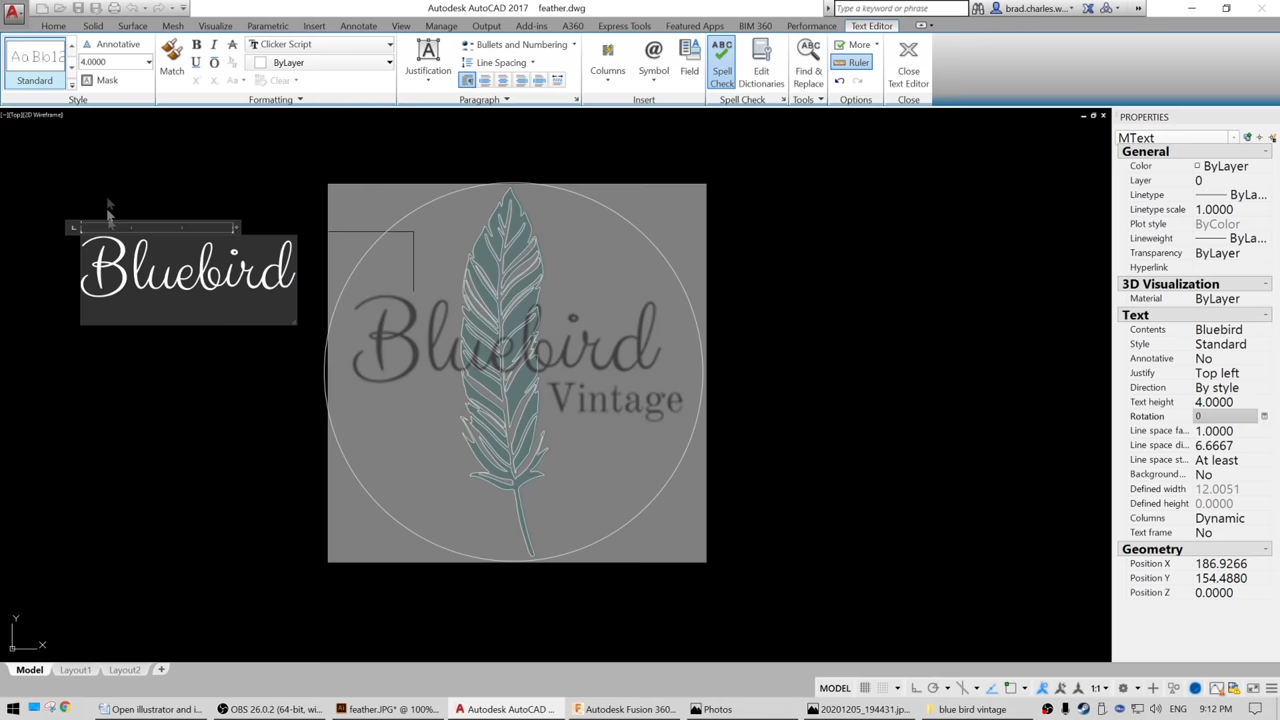 Autodesk AutoCAD 2017 feather.dwg
Type a keyword or phrase
brad.charles.w...
Home Solid Surface Mesh Visualize Parametric Insert Annotate View Manage Output Add-ins A360 Express Tools Featured Apps BIM 360 Performance Text Editor
AaBb12
Standard
Annotative
4.0000
Mask
Style
Match
B I A
U O
Clicker Script
ByLayer
Aa Clear
Formatting
Justification
Bullets and Numbering
Line Spacing
Paragraph
Columns
Symbol
Field
Insert
ABC
Spell
Check
Edit
Dictionaries
Spell Check
Find &
Replace
Tools
More
Ruler
Options
Close
Text Editor
Close
[−][Top][2D Wireframe]
Bluebird
Bluebird
Vintage
Y
X
PROPERTIES
MText
General
Color ByLayer
Layer 0
Linetype ByLa...
Linetype scale 1.0000
Plot style ByColor
Lineweight ByLa...
Transparency ByLayer
Hyperlink
3D Visualization
Material ByLayer
Text
Contents Bluebird
Style Standard
Annotative No
Justify Top left
Direction By style
Text height 4.0000
Rotation 0
Line space fa... 1.0000
Line space di... 6.6667
Line space st... At least
Background... No
Defined width 12.0051
Defined height 0.0000
Columns Dynamic
Text frame No
Geometry
Position X 186.9266
Position Y 154.4880
Position Z 0.0000
Model Layout1 Layout2 +
MODEL 1:1
Open illustrator and i...
OBS 26.0.2 (64-bit, w...
feather.JPG* @ 100%...
Autodesk AutoCAD ...
Autodesk Fusion 360...
Photos
20201205_194431.jp...
blue bird vintage
ENG 9:12 PM